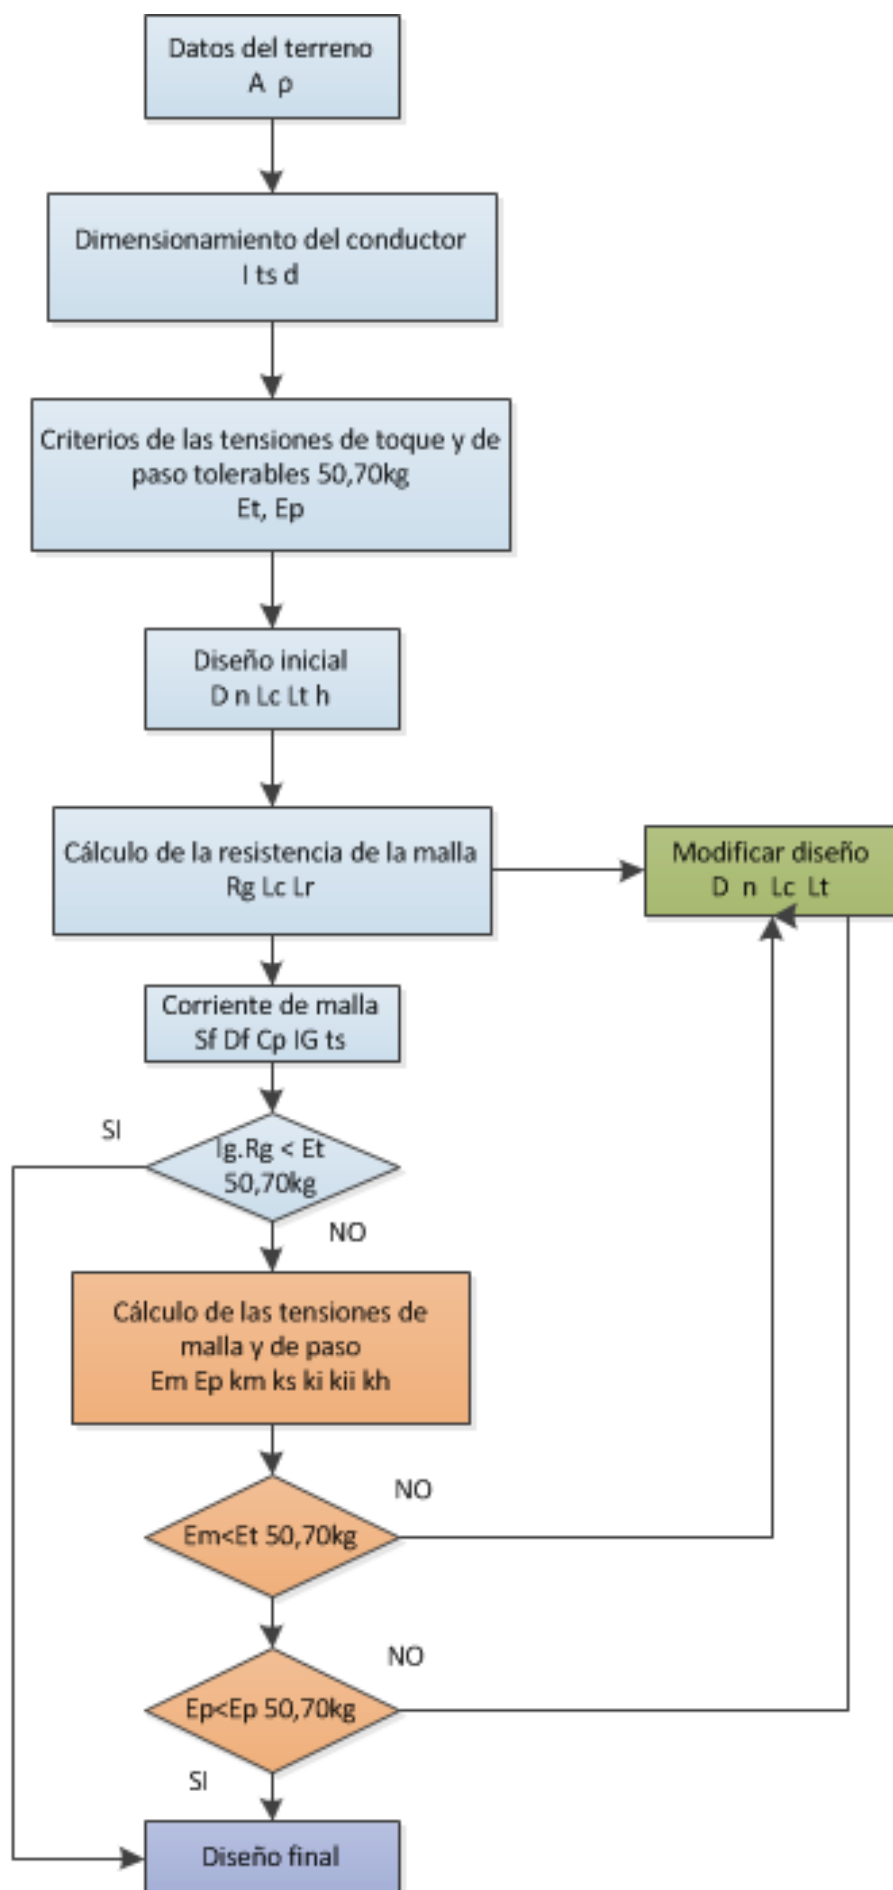 Datos del terreno
A ρ
Dimensionamiento del conductor
I ts d
Criterios de las tensiones de toque y de
paso tolerables 50,70kg
Et, Ep
Diseño inicial
D n Lc Lt h
Cálculo de la resistencia de la malla
Rg Lc Lr
Modificar diseño
D n Lc Lt
Corriente de malla
Sf Df Cp IG ts
SI
Ig.Rg < Et
50,70kg
NO
Cálculo de las tensiones de
malla y de paso
Em Ep km ks ki kii kh
NO
Em<Et 50,70kg
NO
Ep<Ep 50,70kg
SI
Diseño final